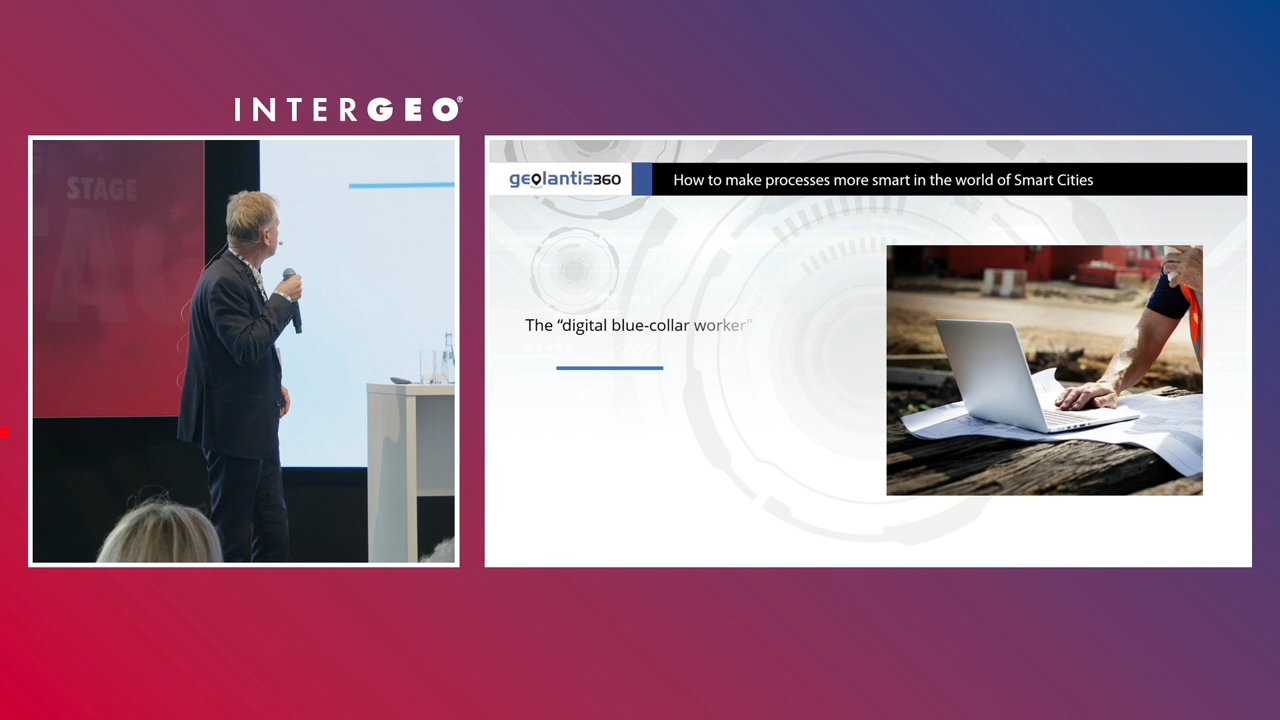 INTERGEO®
STAGE
geolantis360
How to make processes more smart in the world of Smart Cities
The “digital blue-collar worker”